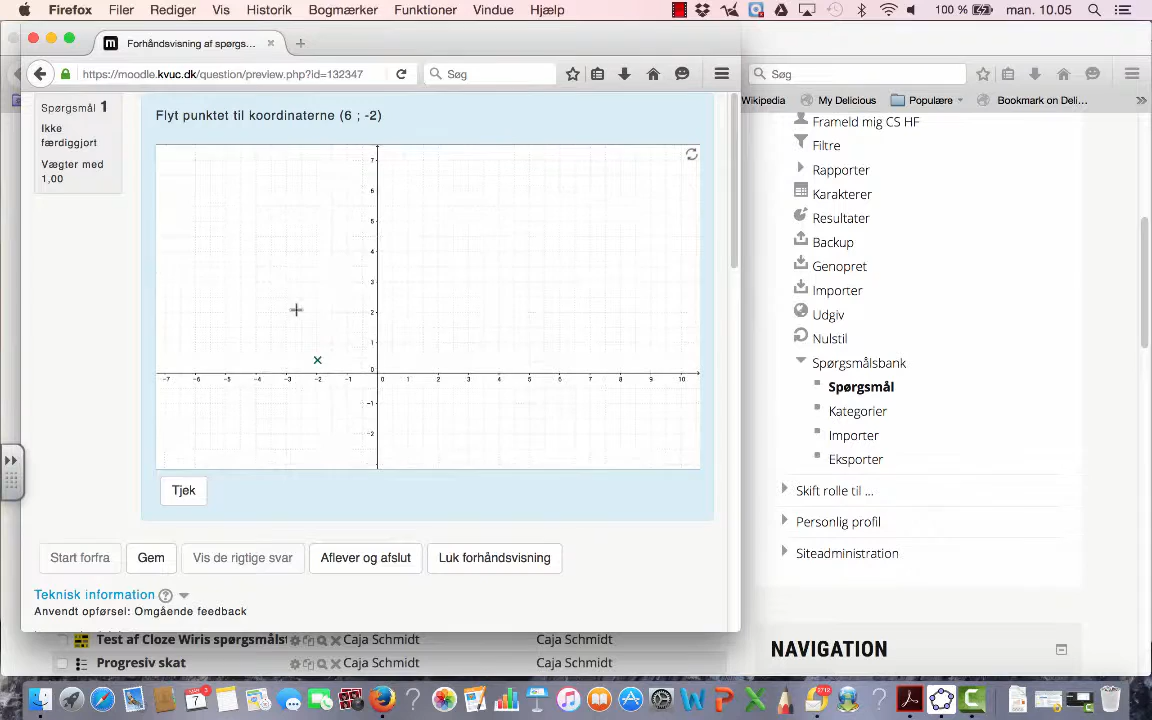 Firefox Filer Rediger Vis Historik Bogmærker Funktioner Vindue Hjælp 100 % man. 10.05
Forhåndsvisning af spørgs...
https://moodle.kvuc.dk/question/preview.php?id=132347 Søg
Søg
Wikipedia My Delicious Populære Bookmark on Deli...
Spørgsmål 1
Ikke
færdiggjort
Vægter med
1,00
Flyt punktet til koordinaterne (6 ; -2)
7
6
5
4
3
2
1
0
-7 -6 -5 -4 -3 -2 -1 0 1 2 3 4 5 6 7 8 9 10
-1
-2
Tjek
Start forfra Gem Vis de rigtige svar Aflever og afslut Luk forhåndsvisning
Teknisk information
Anvendt opførsel: Omgående feedback
Test af Cloze Wiris spørgsmåls Caja Schmidt Caja Schmidt
Progresiv skat Caja Schmidt Caja Schmidt
Frameld mig CS HF
Filtre
Rapporter
Karakterer
Resultater
Backup
Genopret
Importer
Udgiv
Nulstil
Spørgsmålsbank
Spørgsmål
Kategorier
Importer
Eksporter
Skift rolle til ...
Personlig profil
Siteadministration
NAVIGATION